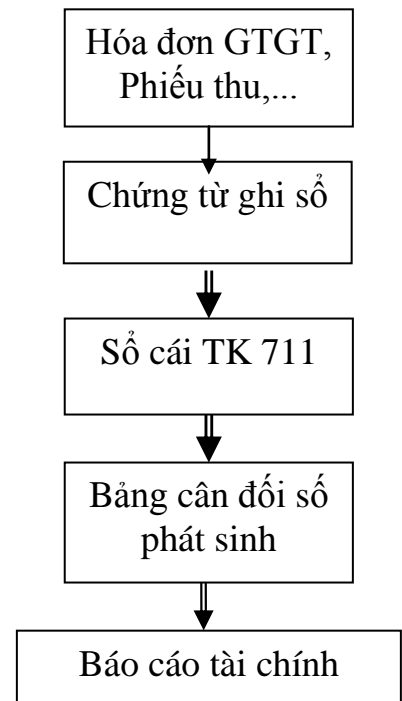 Hóa đơn GTGT,
Phiếu thu,...
Chứng từ ghi sổ
Sổ cái TK 711
Bảng cân đối số
phát sinh
Báo cáo tài chính